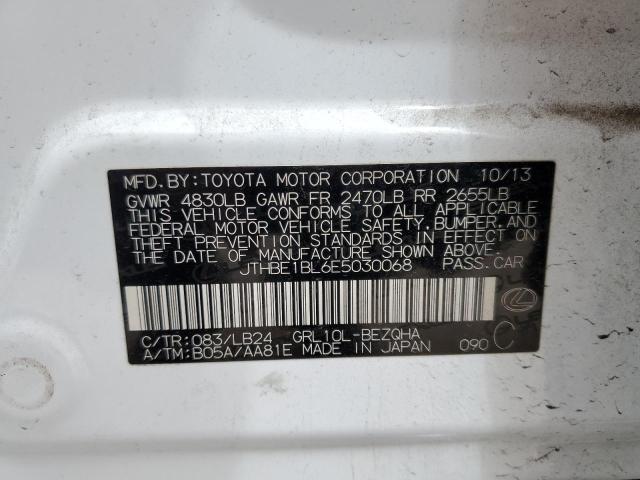 MFD.BY:TOYOTA MOTOR CORPORATION 10/13
GVWR 4830LB GAWR FR 2470LB RR 2655LB
THIS VEHICLE CONFORMS TO ALL APPLICABLE
FEDERAL MOTOR VEHICLE SAFETY,BUMPER,AND
THEFT PREVENTION STANDARDS IN EFFECT ON
THE DATE OF MANUFACTURE SHOWN ABOVE.
JTHBE1BL6E5030068 PASS.CAR
C/TR:083/LB24 GRL10L-BEZQHA
A/TM:B05A/AA81E MADE IN JAPAN 090 C